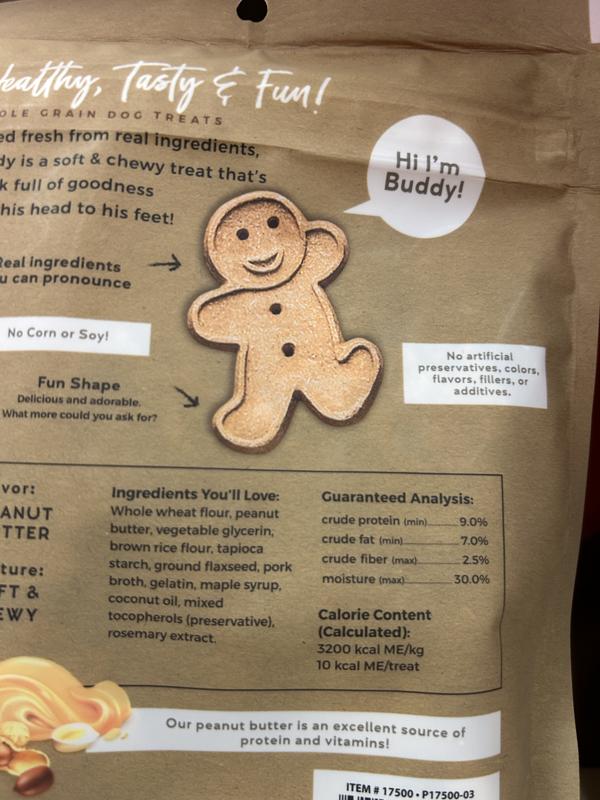 Healthy, Tasty & Fun!
OLE GRAIN DOG TREATS
ed fresh from real ingredients,
dy is a soft & chewy treat that's
k full of goodness
his head to his feet!
Hi I'm
Buddy!
Real ingredients
u can pronounce
No Corn or Soy!
No artificial
preservatives, colors,
flavors, fillers, or
additives.
Fun Shape
Delicious and adorable.
What more could you ask for?
vor:
ANUT
TTER
ture:
FT &
EWY
Ingredients You'll Love:
Whole wheat flour, peanut
butter, vegetable glycerin,
brown rice flour, tapioca
starch, ground flaxseed, pork
broth, gelatin, maple syrup,
coconut oil, mixed
tocopherols (preservative),
rosemary extract.
Guaranteed Analysis:
crude protein (min) 9.0%
crude fat (min) 7.0%
crude fiber (max) 2.5%
moisture (max) 30.0%
Calorie Content
(Calculated):
3200 kcal ME/kg
10 kcal ME/treat
Our peanut butter is an excellent source of
protein and vitamins!
ITEM # 17500 • P17500-03